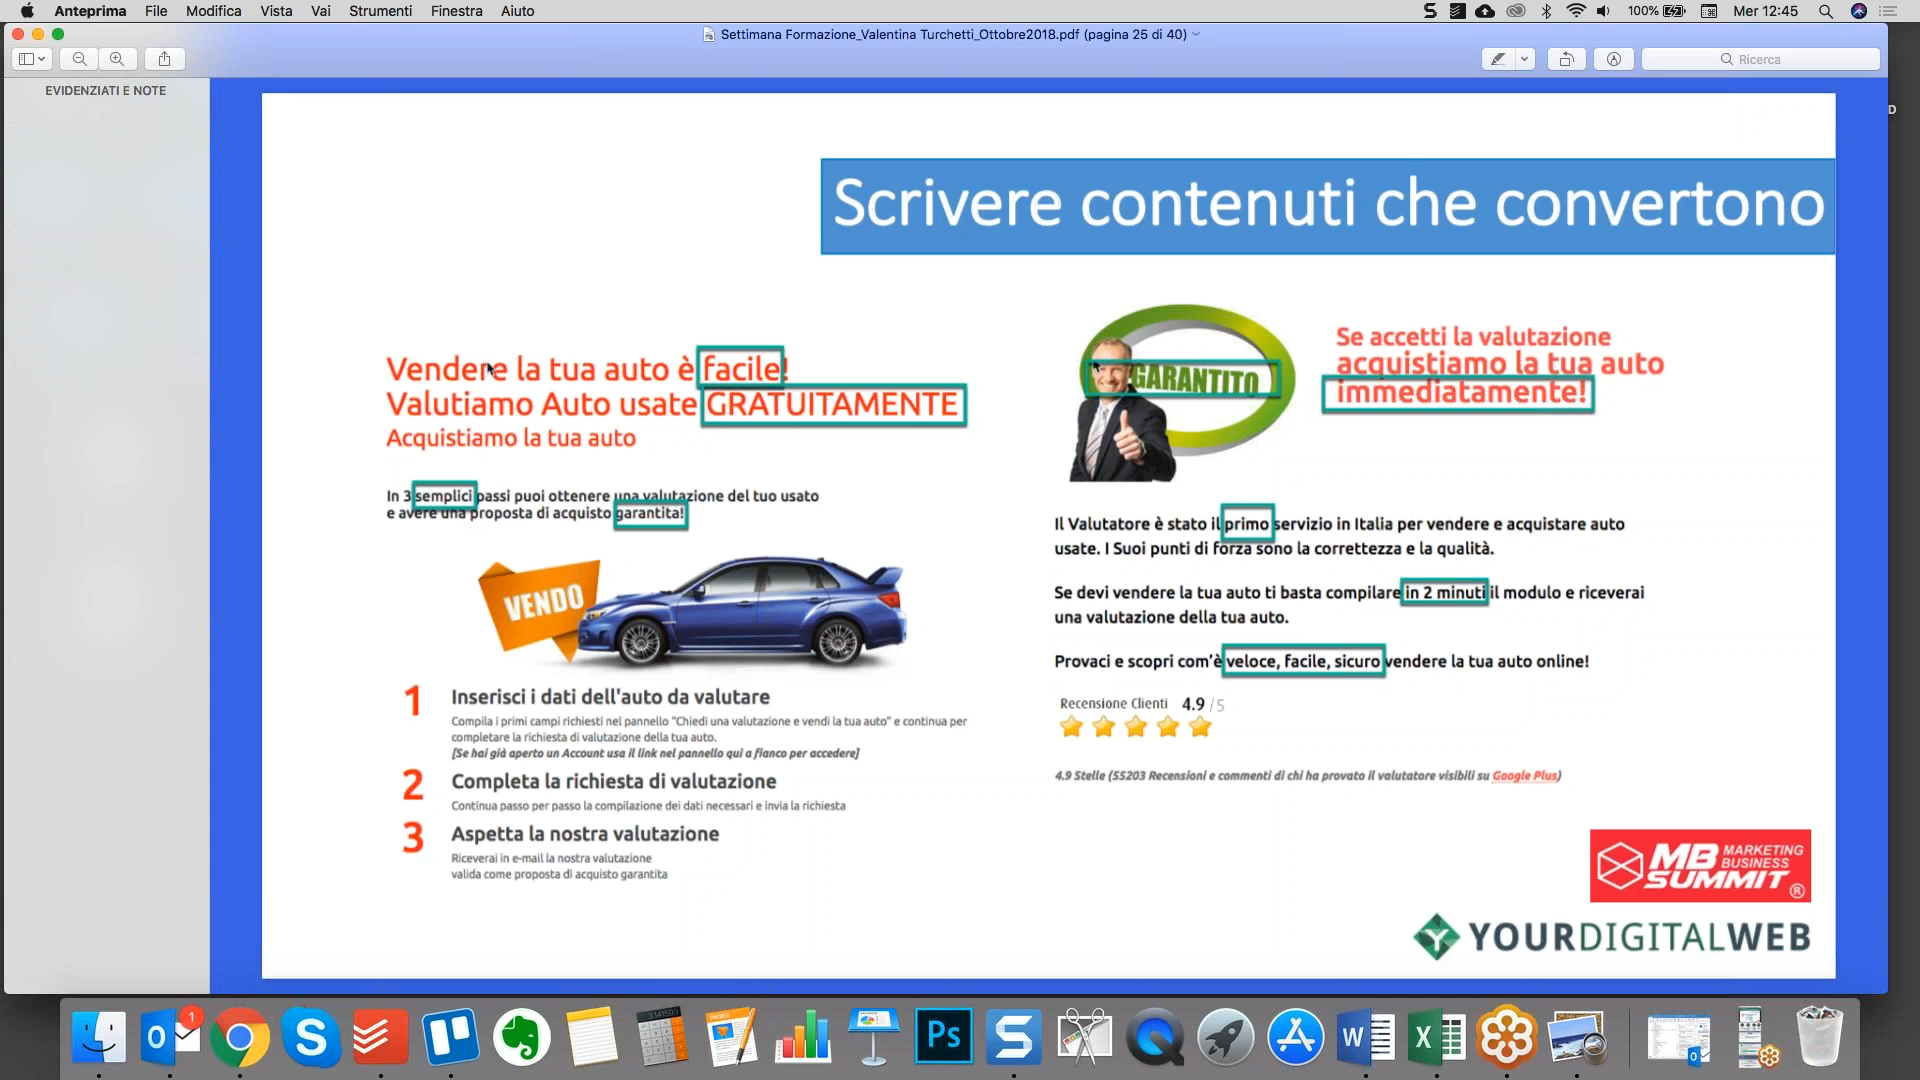 Anteprima File Modifica Vista Vai Strumenti Finestra Aiuto 100% Mer 12:45
Settimana Formazione_Valentina Turchetti_Ottobre2018.pdf (pagina 25 di 40)
Ricerca
EVIDENZIATI E NOTE
D
Scrivere contenuti che convertono
Vendere la tua auto è facile!
Valutiamo Auto usate GRATUITAMENTE
Acquistiamo la tua auto
In 3 semplici passi puoi ottenere una valutazione del tuo usato
e avere una proposta di acquisto garantita!
VENDO
1 Inserisci i dati dell'auto da valutare
Compila i primi campi richiesti nel pannello "Chiedi una valutazione e vendi la tua auto" e continua per
completare la richiesta di valutazione della tua auto.
[Se hai già aperto un Account usa il link nel pannello qui a fianco per accedere]
2 Completa la richiesta di valutazione
Continua passo per passo la compilazione dei dati necessari e invia la richiesta
3 Aspetta la nostra valutazione
Riceverai in e-mail la nostra valutazione
valida come proposta di acquisto garantita
GARANTITO
Se accetti la valutazione
acquistiamo la tua auto
immediatamente!
Il Valutatore è stato il primo servizio in Italia per vendere e acquistare auto
usate. I Suoi punti di forza sono la correttezza e la qualità.
Se devi vendere la tua auto ti basta compilare in 2 minuti il modulo e riceverai
una valutazione della tua auto.
Provaci e scopri com'è veloce, facile, sicuro vendere la tua auto online!
Recensione Clienti 4.9 / 5
4.9 Stelle (55203 Recensioni e commenti di chi ha provato il valutatore visibili su Google Plus)
MB MARKETING
BUSINESS
SUMMIT ®
YOURDIGITALWEB
1
3.141593
PAGES
Ps
S
W
X